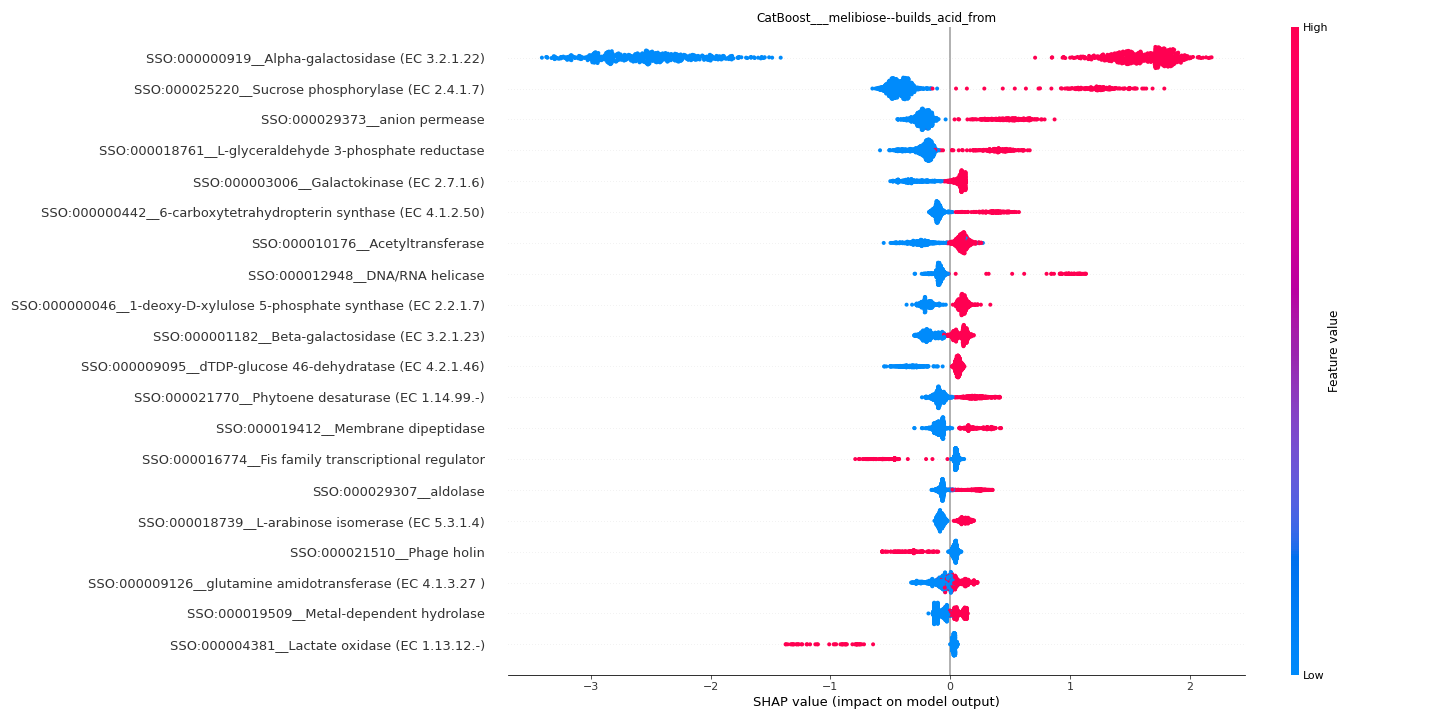 CatBoost___melibiose--builds_acid_from
High
SSO:000000919__Alpha-galactosidase (EC 3.2.1.22)
SSO:000025220__Sucrose phosphorylase (EC 2.4.1.7)
SSO:000029373__anion permease
SSO:000018761__L-glyceraldehyde 3-phosphate reductase
SSO:000003006__Galactokinase (EC 2.7.1.6)
SSO:000000442__6-carboxytetrahydropterin synthase (EC 4.1.2.50)
SSO:000010176__Acetyltransferase
SSO:000012948__DNA/RNA helicase
SSO:000000046__1-deoxy-D-xylulose 5-phosphate synthase (EC 2.2.1.7)
SSO:000001182__Beta-galactosidase (EC 3.2.1.23)
SSO:000009095__dTDP-glucose 46-dehydratase (EC 4.2.1.46)
SSO:000021770__Phytoene desaturase (EC 1.14.99.-)
SSO:000019412__Membrane dipeptidase
SSO:000016774__Fis family transcriptional regulator
SSO:000029307__aldolase
SSO:000018739__L-arabinose isomerase (EC 5.3.1.4)
SSO:000021510__Phage holin
SSO:000009126__glutamine amidotransferase (EC 4.1.3.27 )
SSO:000019509__Metal-dependent hydrolase
SSO:000004381__Lactate oxidase (EC 1.13.12.-)
Feature value
Low
−3 −2 −1 0 1 2
SHAP value (impact on model output)